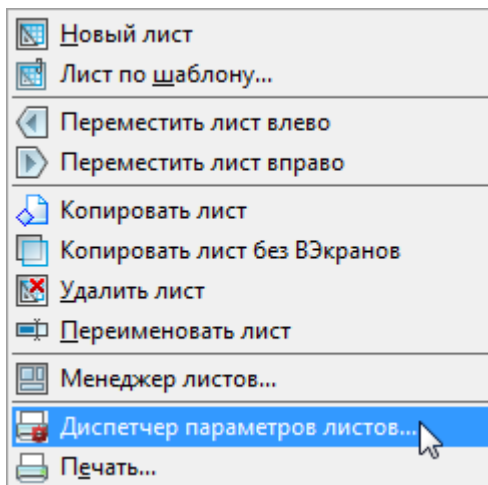 Новый лист
Лист по шаблону...
Переместить лист влево
Переместить лист вправо
Копировать лист
Копировать лист без ВЭкранов
Удалить лист
Переименовать лист
Менеджер листов...
Диспетчер параметров листов...
Печать...